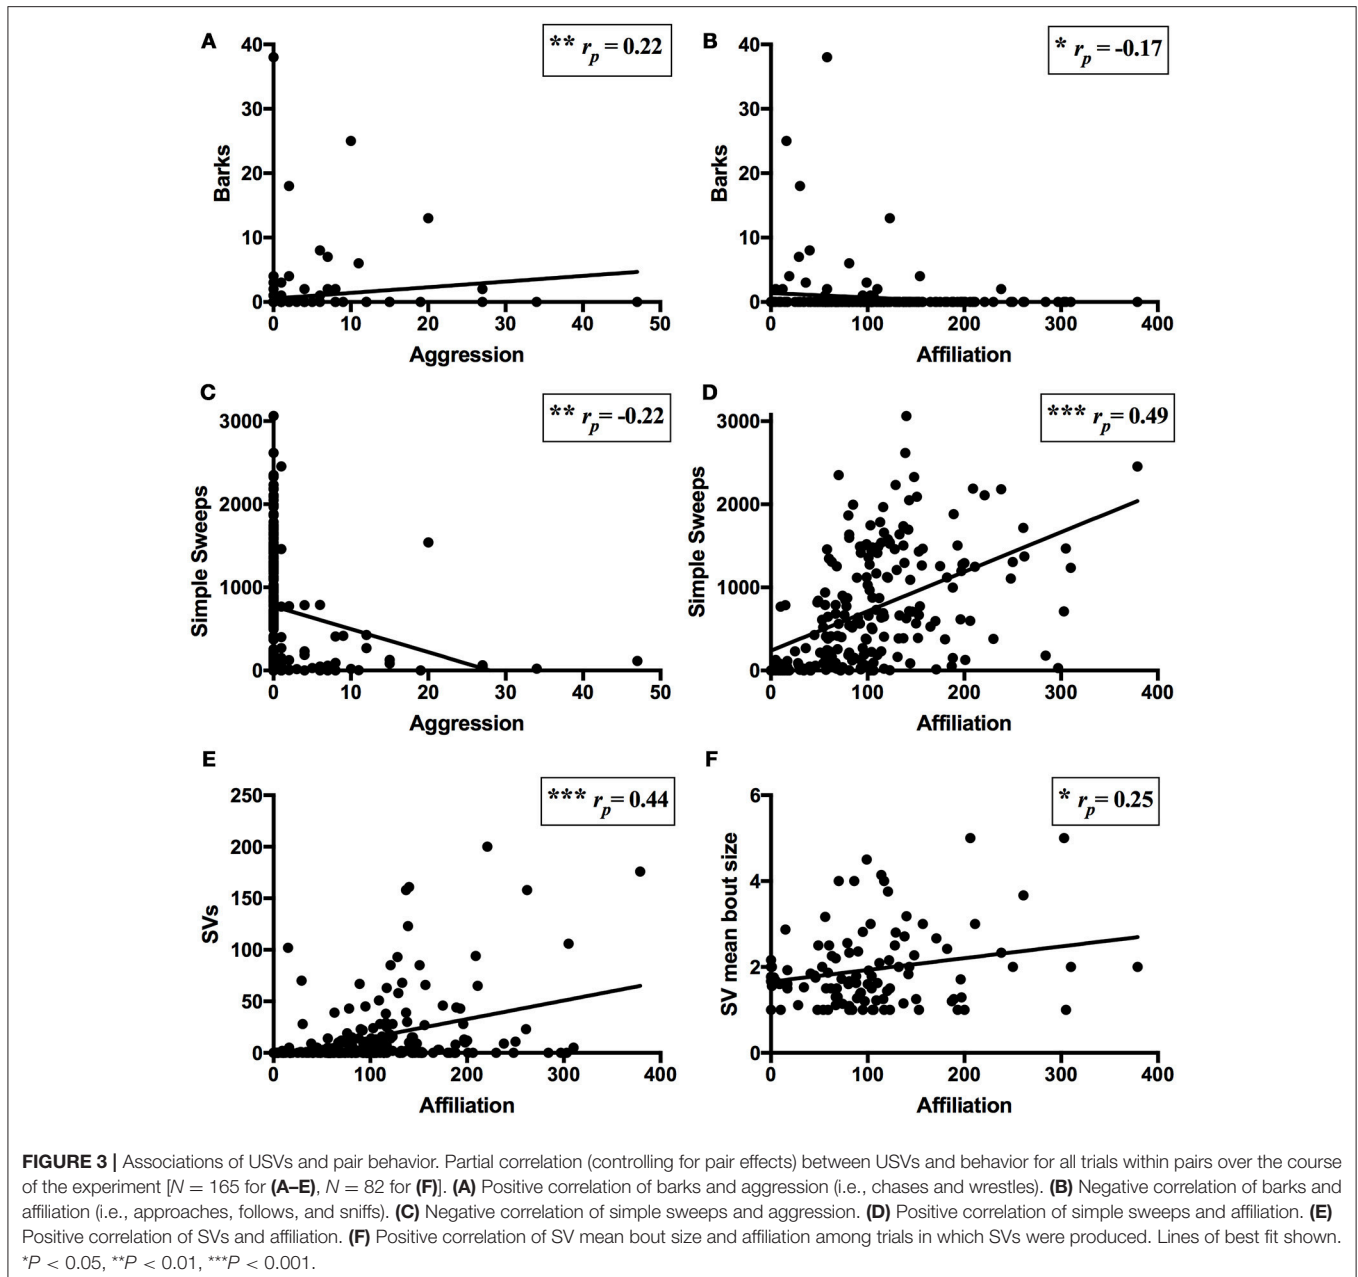 A
** rp = 0.22
40
30
20
10
0
Barks
0 10 20 30 40 50
Aggression
B
* rp = -0.17
40
30
20
10
0
Barks
0 100 200 300 400
Affiliation
C
** rp = -0.22
3000
2000
1000
0
Simple Sweeps
0 10 20 30 40 50
Aggression
D
*** rp = 0.49
3000
2000
1000
0
Simple Sweeps
0 100 200 300 400
Affiliation
E
*** rp = 0.44
250
200
150
100
50
0
SVs
0 100 200 300 400
Affiliation
F
* rp = 0.25
6
4
2
0
SV mean bout size
0 100 200 300 400
Affiliation
FIGURE 3 | Associations of USVs and pair behavior. Partial correlation (controlling for pair effects) between USVs and behavior for all trials within pairs over the course
of the experiment [N = 165 for (A–E), N = 82 for (F)]. (A) Positive correlation of barks and aggression (i.e., chases and wrestles). (B) Negative correlation of barks and
affiliation (i.e., approaches, follows, and sniffs). (C) Negative correlation of simple sweeps and aggression. (D) Positive correlation of simple sweeps and affiliation. (E)
Positive correlation of SVs and affiliation. (F) Positive correlation of SV mean bout size and affiliation among trials in which SVs were produced. Lines of best fit shown.
*P < 0.05, **P < 0.01, ***P < 0.001.